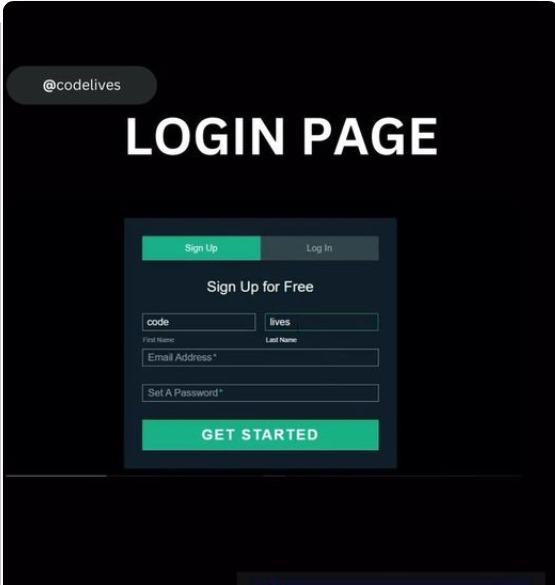 @codelives
LOGIN PAGE
Sign Up Log In
Sign Up for Free
code lives
First Name Last Name
Email Address*
Set A Password*
GET STARTED